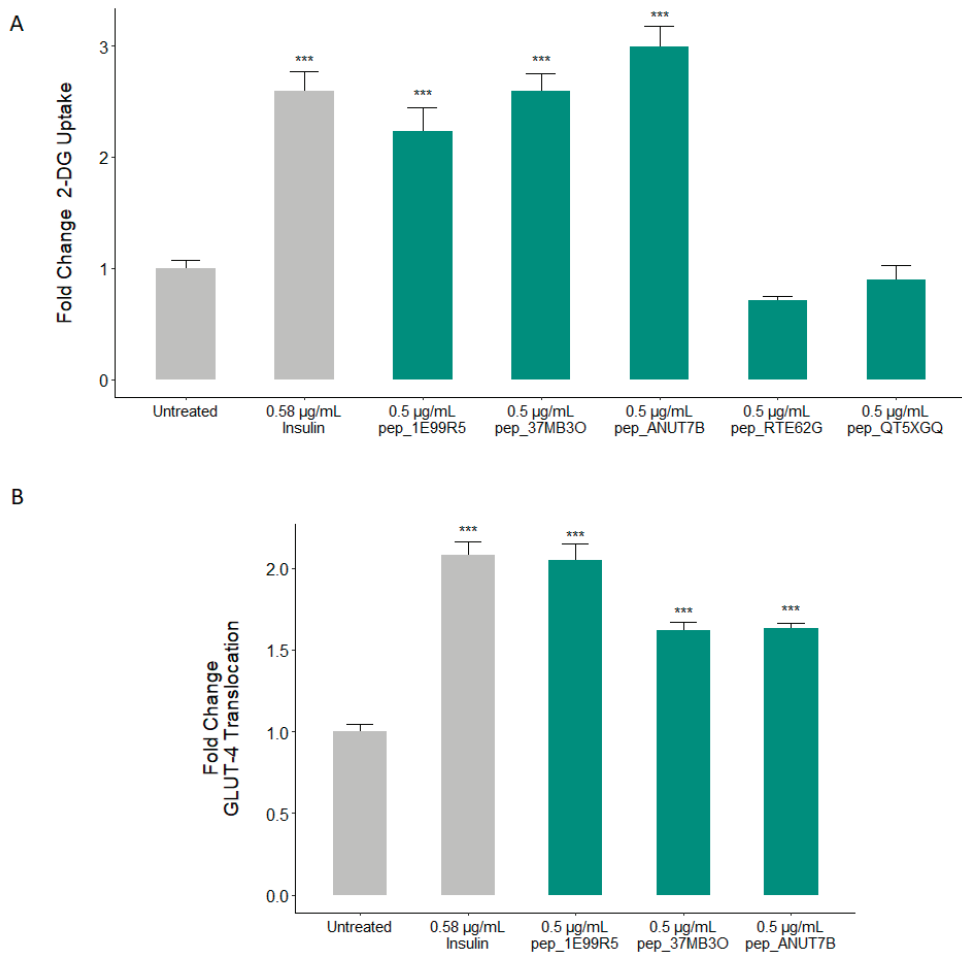 A
Fold Change 2-DG Uptake
3
2
1
0
***
***
***
***
Untreated
0.58 µg/mL
Insulin
0.5 µg/mL
pep_1E99R5
0.5 µg/mL
pep_37MB3O
0.5 µg/mL
pep_ANUT7B
0.5 µg/mL
pep_RTE62G
0.5 µg/mL
pep_QT5XGQ
B
Fold Change
GLUT-4 Translocation
2.0
1.5
1.0
0.5
0.0
***
***
***
***
Untreated
0.58 µg/mL
Insulin
0.5 µg/mL
pep_1E99R5
0.5 µg/mL
pep_37MB3O
0.5 µg/mL
pep_ANUT7B